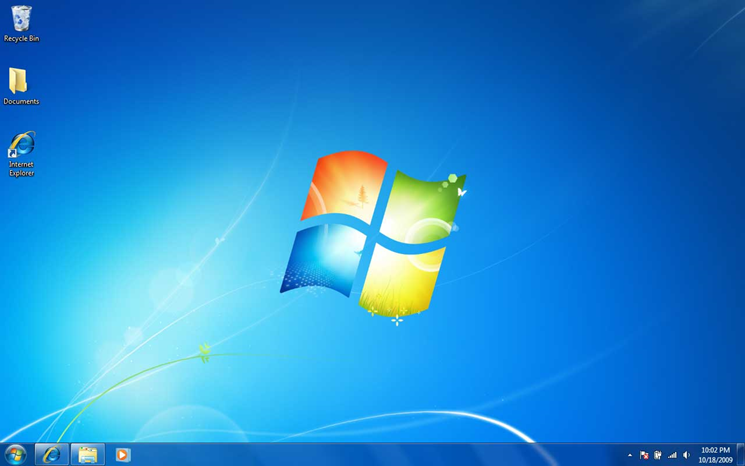 Recycle Bin
Documents
Internet
Explorer
10:02 PM
10/18/2009